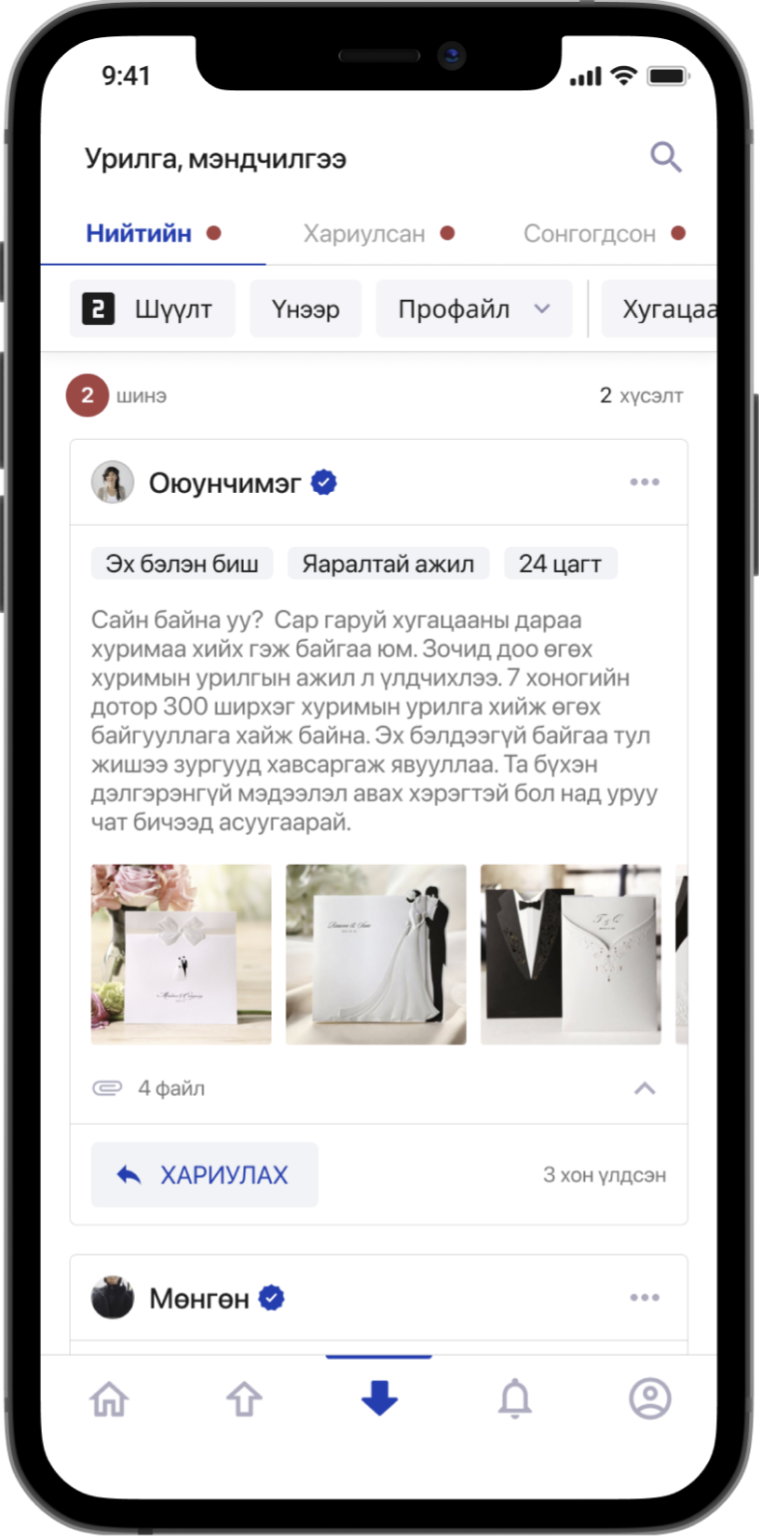 9:41
Урилга, мэндчилгээ
Нийтийн Хариулсан Сонгогдсон
2 Шүүлт Үнээр Профайл Хугацаа
2 шинэ 2 хүсэлт
Оюунчимэг
Эх бэлэн биш Яаралтай ажил 24 цагт
Сайн байна уу? Сар гаруй хугацааны дараа
хуримаа хийх гэж байгаа юм. Зочид доо өгөх
хуримын урилгын ажил л үлдчихлээ. 7 хоногийн
дотор 300 ширхэг хуримын урилга хийж өгөх
байгууллага хайж байна. Эх бэлдээгүй байгаа тул
жишээ зургууд хавсаргаж явууллаа. Та бүхэн
дэлгэрэнгүй мэдээлэл авах хэрэгтэй бол над уруу
чат бичээд асуугаарай.
T & C
4 файл
ХАРИУЛАХ 3 хон үлдсэн
Мөнгөн